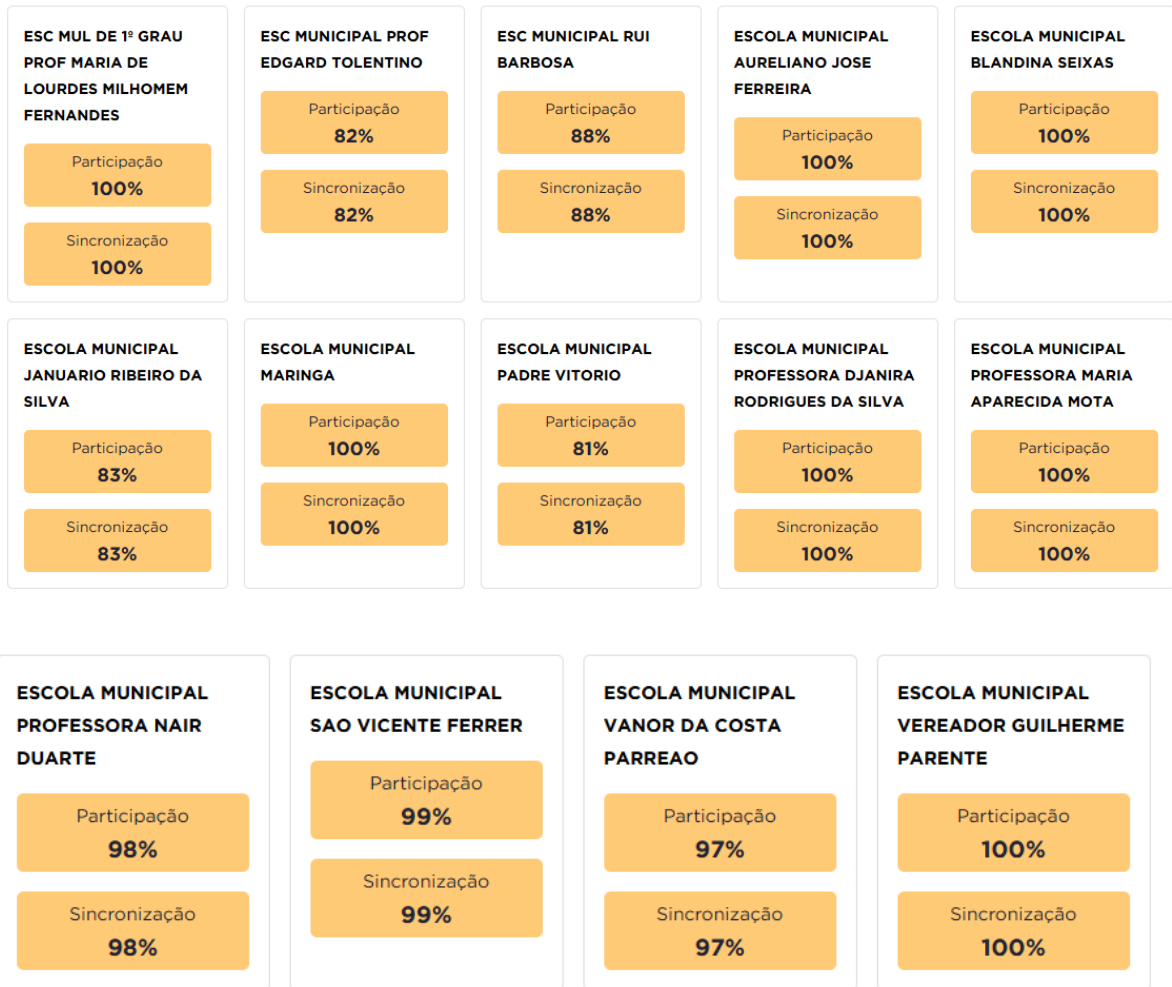 ESC MUL DE 1º GRAU
PROF MARIA DE
LOURDES MILHOMEM
FERNANDES
Participação
100%
Sincronização
100%
ESC MUNICIPAL PROF
EDGARD TOLENTINO
Participação
82%
Sincronização
82%
ESC MUNICIPAL RUI
BARBOSA
Participação
88%
Sincronização
88%
ESCOLA MUNICIPAL
AURELIANO JOSE
FERREIRA
Participação
100%
Sincronização
100%
ESCOLA MUNICIPAL
BLANDINA SEIXAS
Participação
100%
Sincronização
100%
ESCOLA MUNICIPAL
JANUARIO RIBEIRO DA
SILVA
Participação
83%
Sincronização
83%
ESCOLA MUNICIPAL
MARINGA
Participação
100%
Sincronização
100%
ESCOLA MUNICIPAL
PADRE VITORIO
Participação
81%
Sincronização
81%
ESCOLA MUNICIPAL
PROFESSORA DJANIRA
RODRIGUES DA SILVA
Participação
100%
Sincronização
100%
ESCOLA MUNICIPAL
PROFESSORA MARIA
APARECIDA MOTA
Participação
100%
Sincronização
100%
ESCOLA MUNICIPAL
PROFESSORA NAIR
DUARTE
Participação
98%
Sincronização
98%
ESCOLA MUNICIPAL
SAO VICENTE FERRER
Participação
99%
Sincronização
99%
ESCOLA MUNICIPAL
VANOR DA COSTA
PARREAO
Participação
97%
Sincronização
97%
ESCOLA MUNICIPAL
VEREADOR GUILHERME
PARENTE
Participação
100%
Sincronização
100%